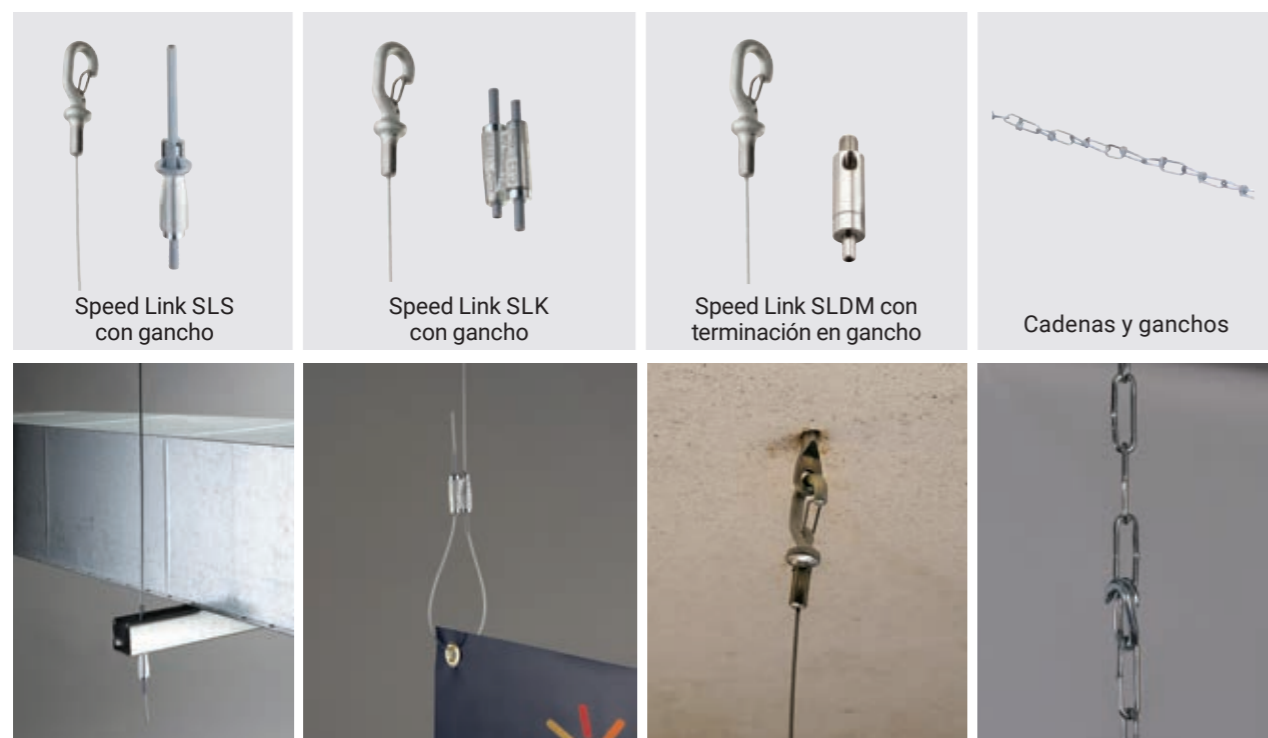 Speed Link SLS
con gancho
Speed Link SLK
con gancho
Speed Link SLDM con
terminación en gancho
Cadenas y ganchos